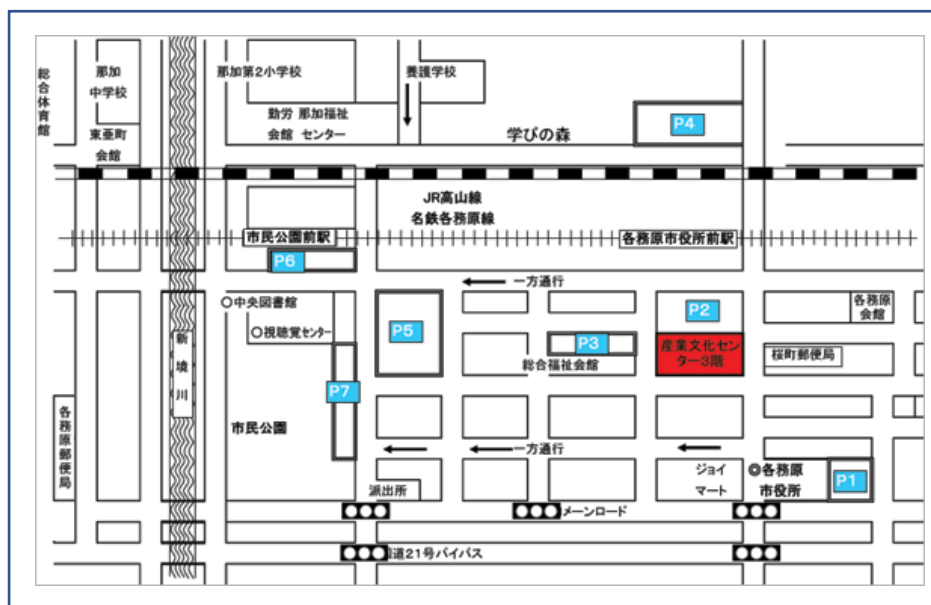 総合体育館
那加
中学校
東亜町
会館
那加第2小学校
勤労 那加福祉
会館 センター
養護学校
学びの森
P4
JR高山線
名鉄各務原線
市民公園前駅
各務原市役所前駅
P6
一方通行
○中央図書館
○視聴覚センター
P5
P3
総合福祉会館
P2
産業文化セン
ター3階
各務原
会館
桜町郵便局
新境川
P7
市民公園
各務原郵便局
一方通行
派出所
ジョイ
マート
◎各務原
市役所
P1
メーンロード
道21号バイパス